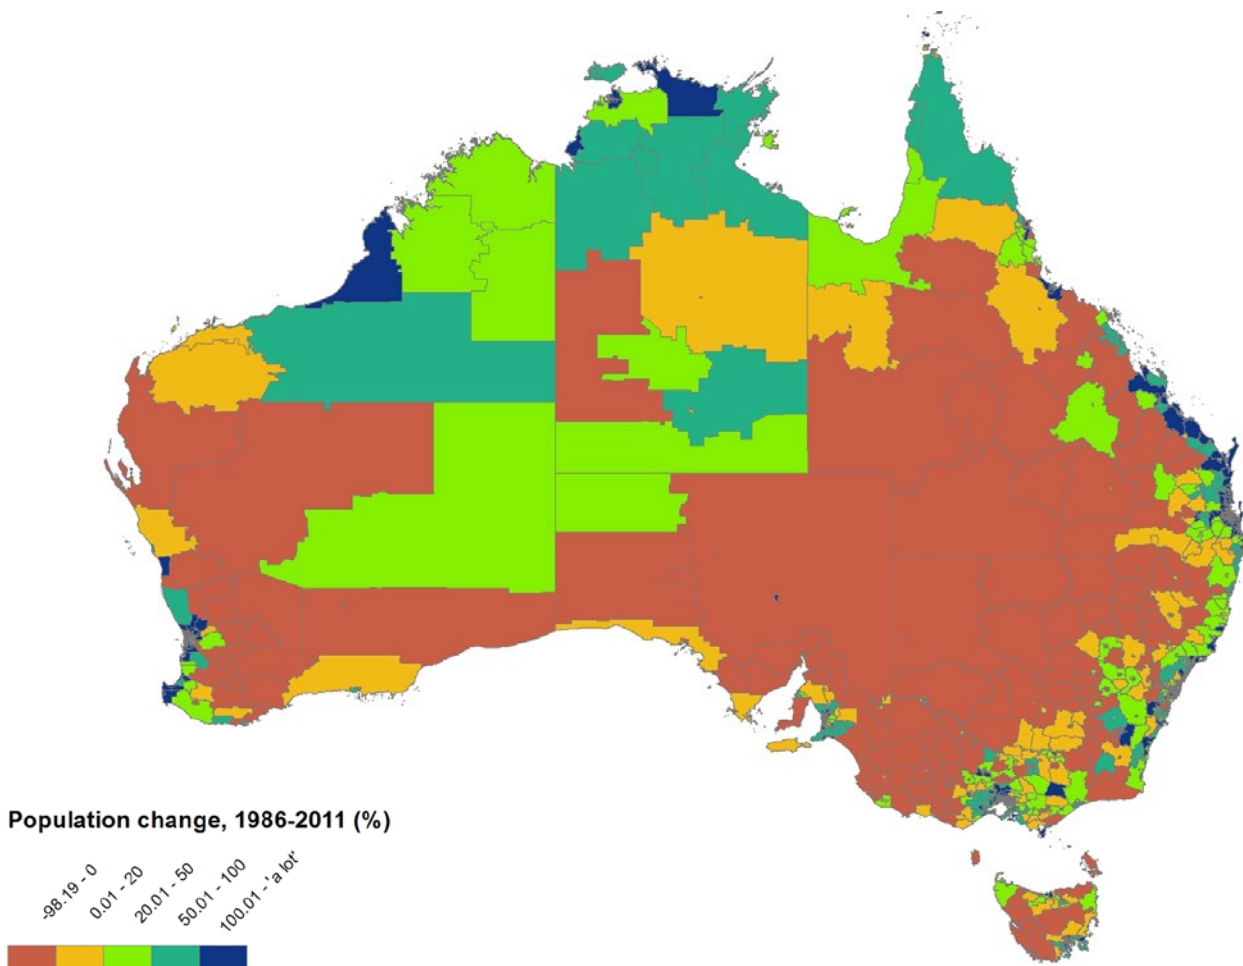 Population change, 1986-2011 (%)
-98.19 - 0
0.01 - 20
20.01 - 50
50.01 - 100
100.01 - 'a lot'